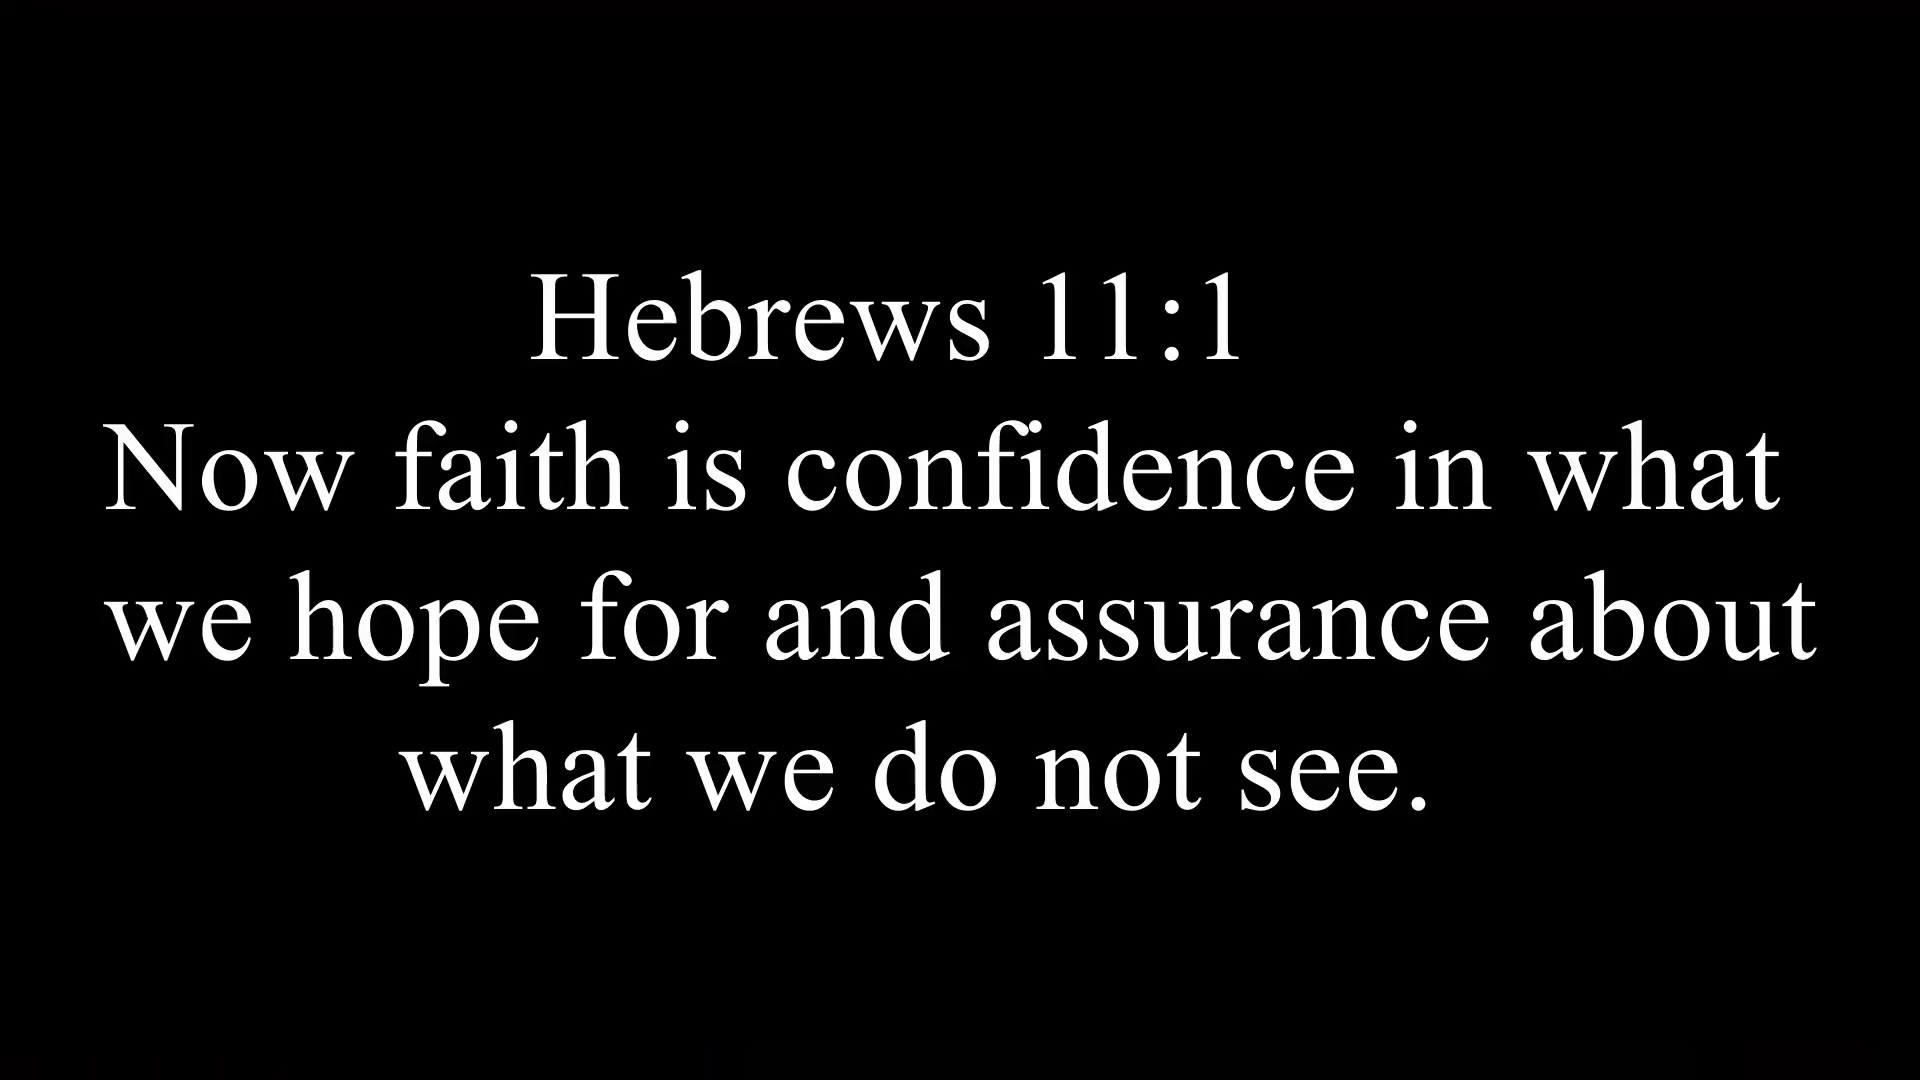 Hebrews 11:1
Now faith is confidence in what
we hope for and assurance about
what we do not see.